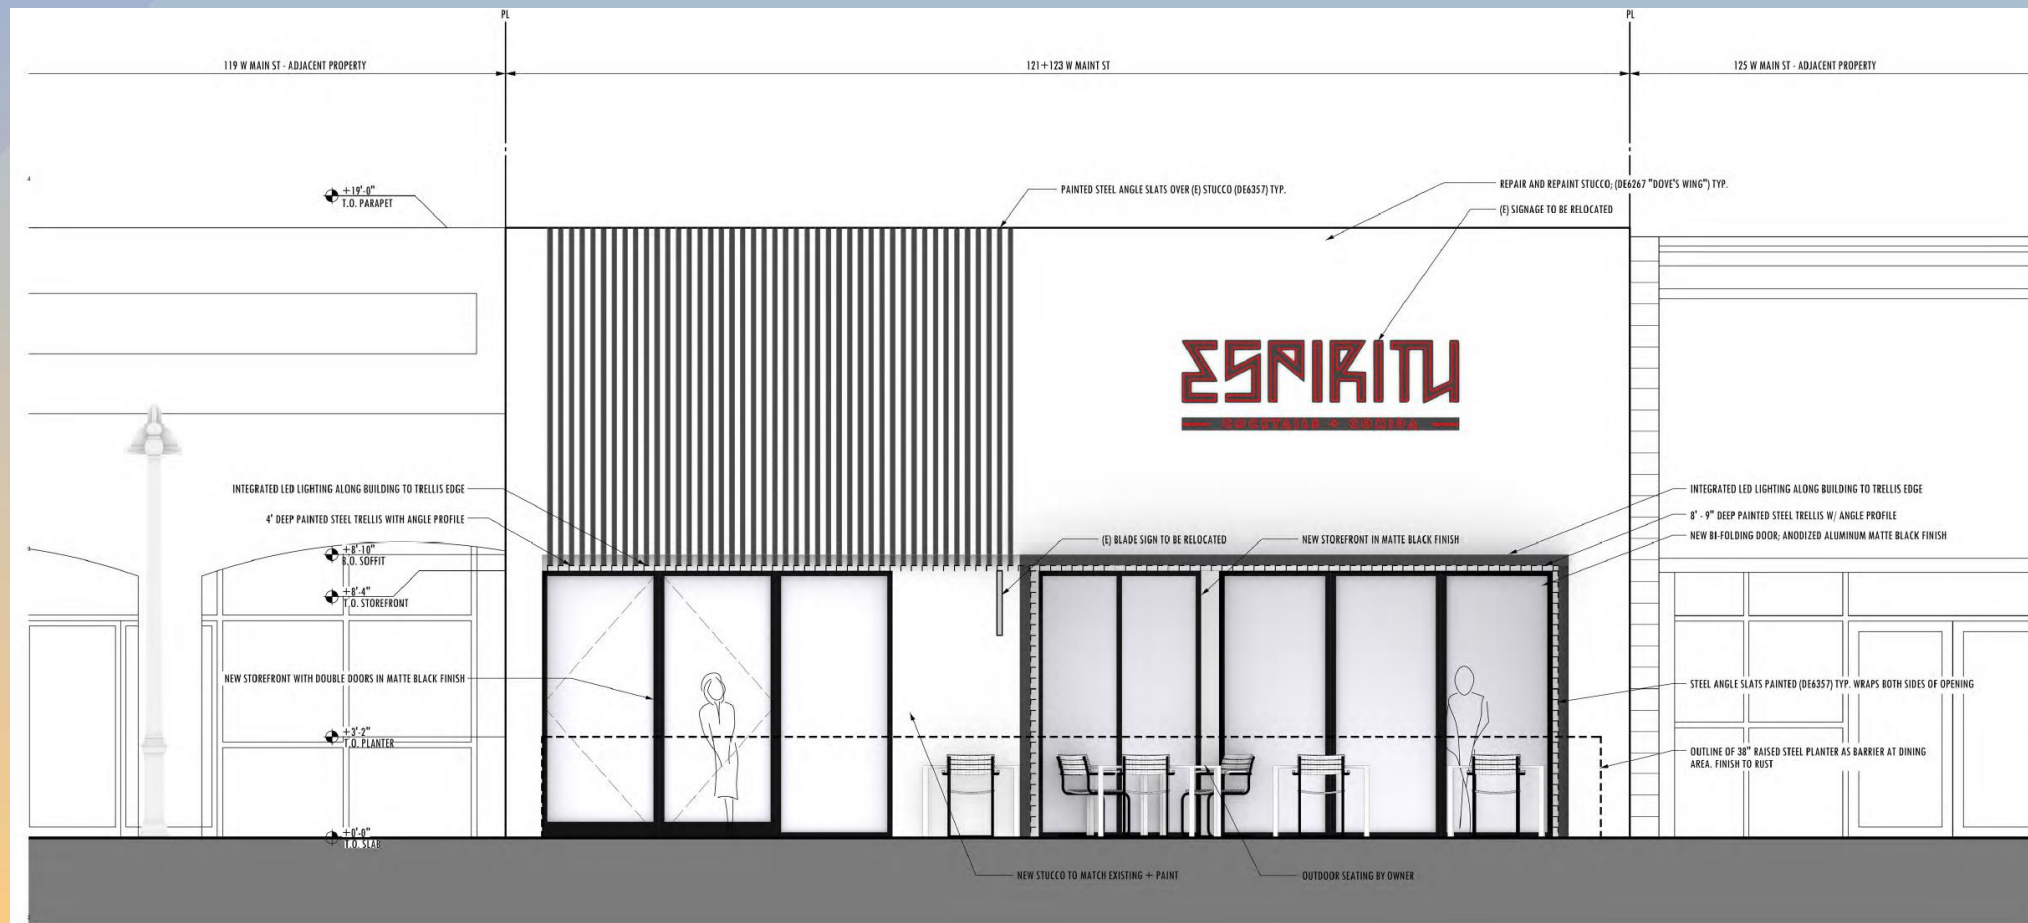 PL
PL
119 W MAIN ST - ADJACENT PROPERTY
121+123 W MAINT ST
125 W MAIN ST - ADJACENT PROPERTY
4
+19'-0"
T.O. PARAPET
PAINTED STEEL ANGLE SLATS OVER (E) STUCCO (DE6357) TYP.
REPAIR AND REPAINT STUCCO; (DE6267 "DOVE'S WING") TYP.
(E) SIGNAGE TO BE RELOCATED
ESPIRITU
COCKTAILS + COMIDA
INTEGRATED LED LIGHTING ALONG BUILDING TO TRELLIS EDGE
4' DEEP PAINTED STEEL TRELLIS WITH ANGLE PROFILE
INTEGRATED LED LIGHTING ALONG BUILDING TO TRELLIS EDGE
8' - 9" DEEP PAINTED STEEL TRELLIS W/ ANGLE PROFILE
NEW BI-FOLDING DOOR; ANODIZED ALUMINUM MATTE BLACK FINISH
(E) BLADE SIGN TO BE RELOCATED
NEW STOREFRONT IN MATTE BLACK FINISH
+8'-10"
B.O. SOFFIT
+8'-4"
T.O. STOREFRONT
NEW STOREFRONT WITH DOUBLE DOORS IN MATTE BLACK FINISH
STEEL ANGLE SLATS PAINTED (DE6357) TYP. WRAPS BOTH SIDES OF OPENING
+3'-2"
T.O. PLANTER
OUTLINE OF 38" RAISED STEEL PLANTER AS BARRIER AT DINING
AREA. FINISH TO RUST
+0'-0"
T.O. SLAB
NEW STUCCO TO MATCH EXISTING + PAINT
OUTDOOR SEATING BY OWNER